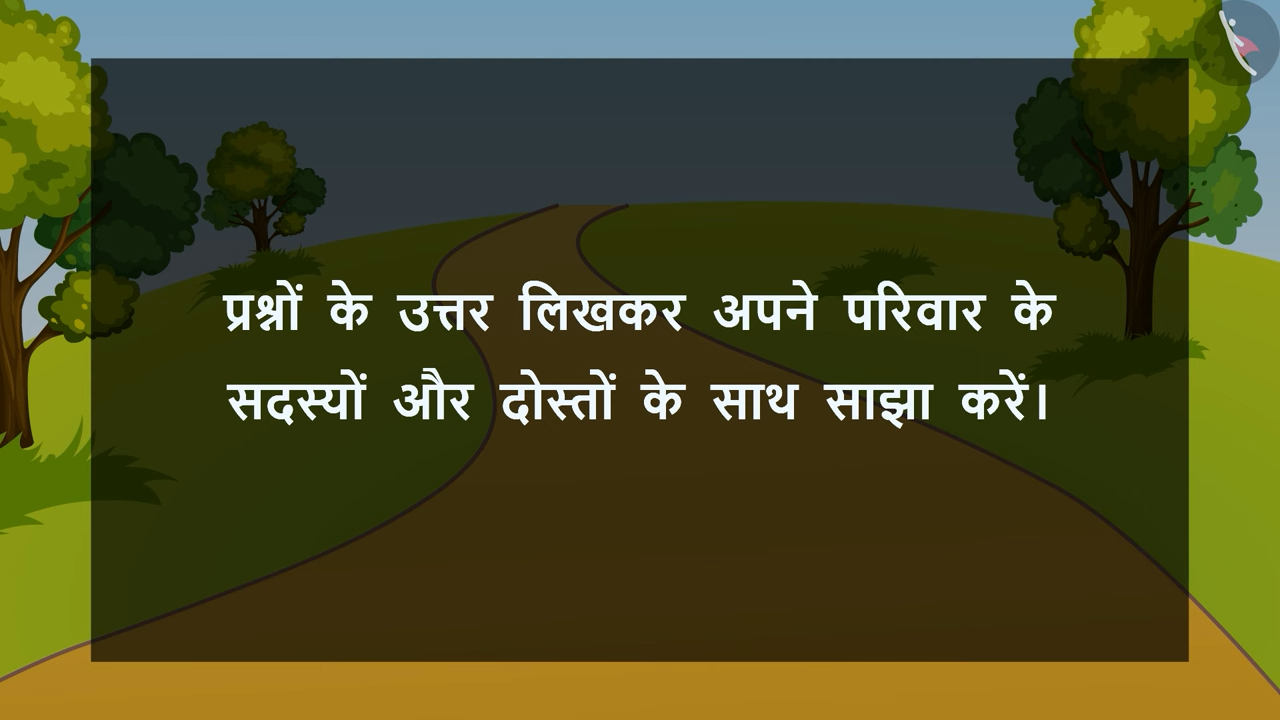 प्रश्नों के उत्तर लिखकर अपने परिवार के
सदस्यों और दोस्तों के साथ साझा करें।